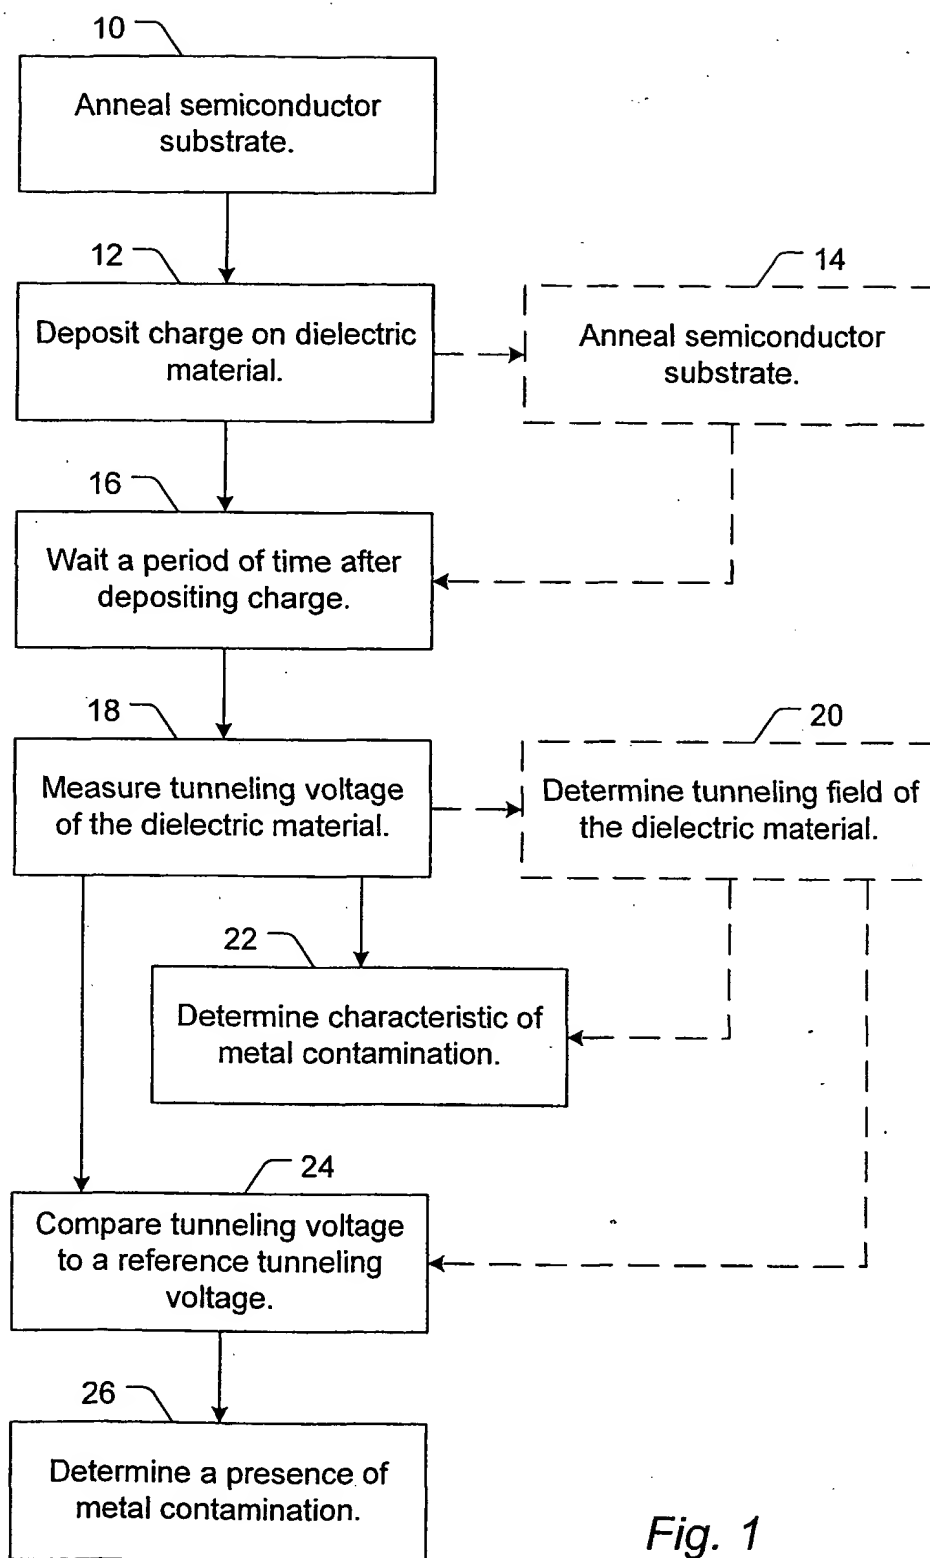 10
Anneal semiconductor
substrate.
12
Deposit charge on dielectric
material.
14
Anneal semiconductor
substrate.
16
Wait a period of time after
depositing charge.
18
Measure tunneling voltage
of the dielectric material.
20
Determine tunneling field of
the dielectric material.
22
Determine characteristic of
metal contamination.
24
Compare tunneling voltage
to a reference tunneling
voltage.
26
Determine a presence of
metal contamination.
Fig. 1